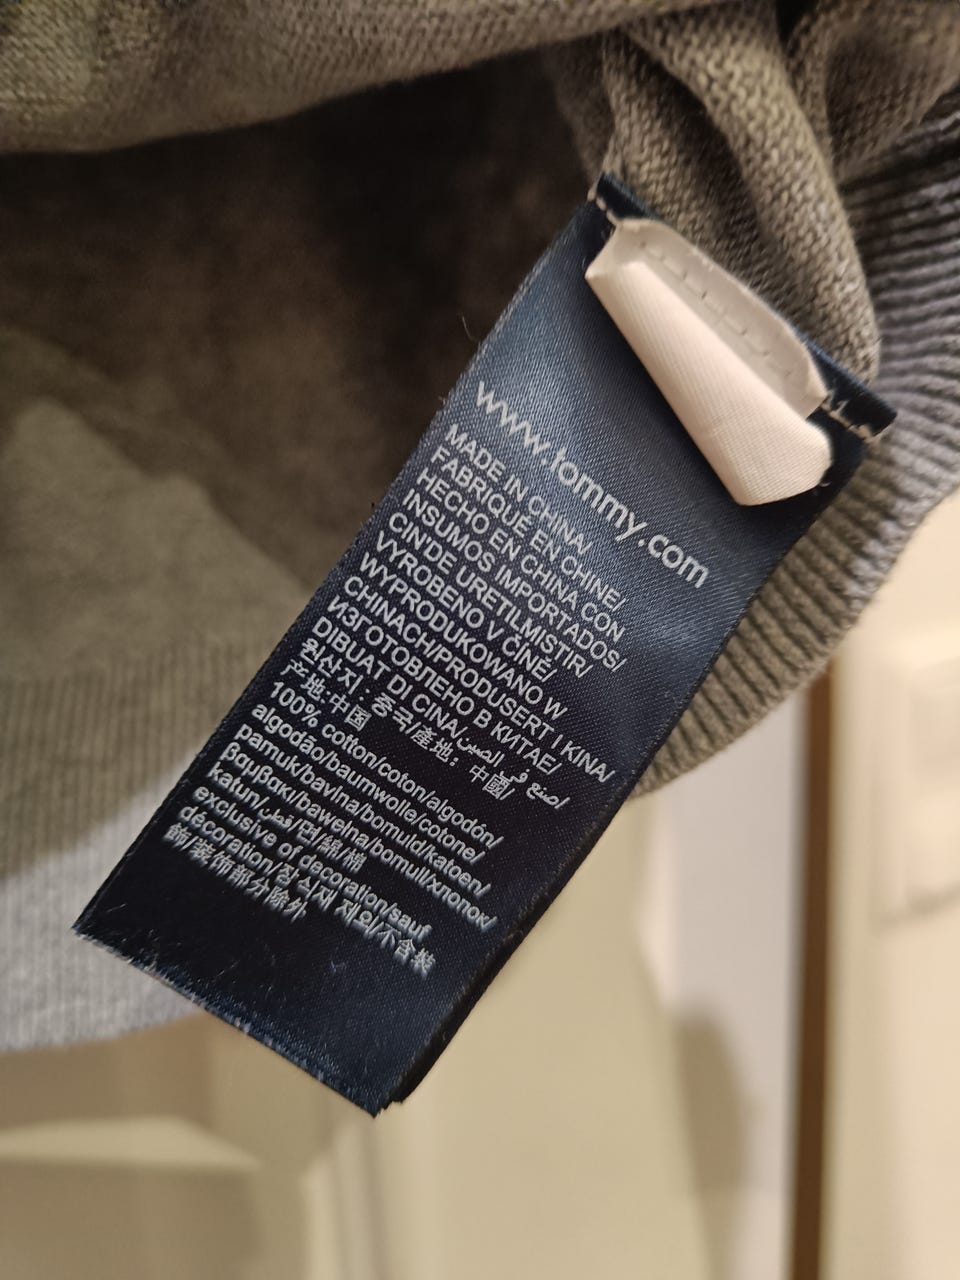 www.tommy.com
MADE IN CHINA/
FABRIQUÉ EN CHINE/
HECHO EN CHINA CON
INSUMOS IMPORTADOS/
CIN'DE URETILMISTIR/
VYROBENO V ČÍNĚ/
WYPRODUKOWANO W
CHINACH/PRODUSERT I KINA/
ИЗГОТОВЛЕНО В КИТАЕ/
DIBUAT DI CINA/صنع في الصين/
원산지: 중국/產地: 中國/
产地:中国
100% cotton/coton/algodón/
algodão/baumwolle/cotone/
pamuk/bavlna/bomuld/katoen/
βαμβακι/bawełna/bomull/хлопок/
katun/قطن/면/綿/棉
exclusive of decoration/sauf
décoration/장식재 제외/不含裝
飾/装饰部分除外